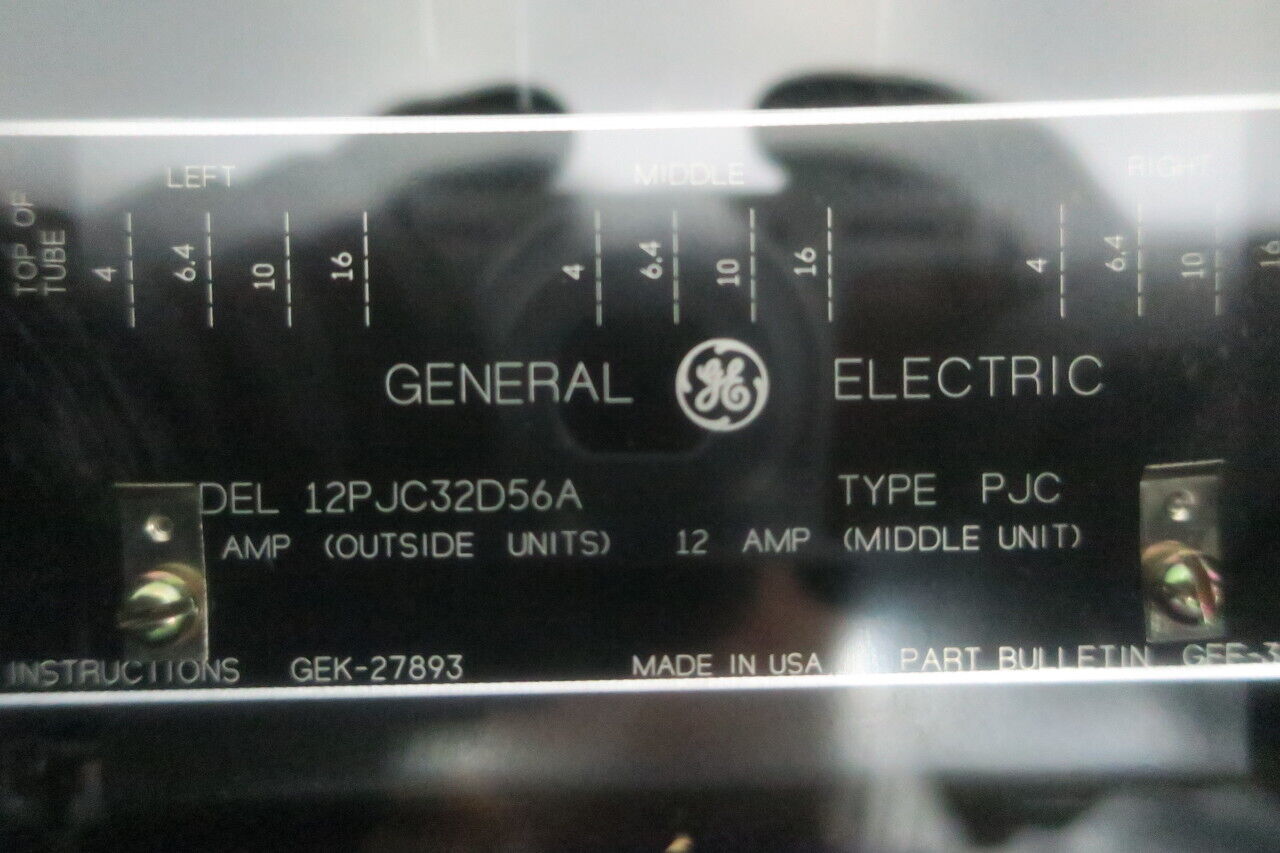 LEFT MIDDLE RIGHT
TOP OF
TUBE
4 6.4 10 16 4 6.4 10 16 4 6.4 10 16
GENERAL GE ELECTRIC
DEL 12PJC32D56A TYPE PJC
AMP (OUTSIDE UNITS) 12 AMP (MIDDLE UNIT)
INSTRUCTIONS GEK-27893 MADE IN USA PART BULLETIN